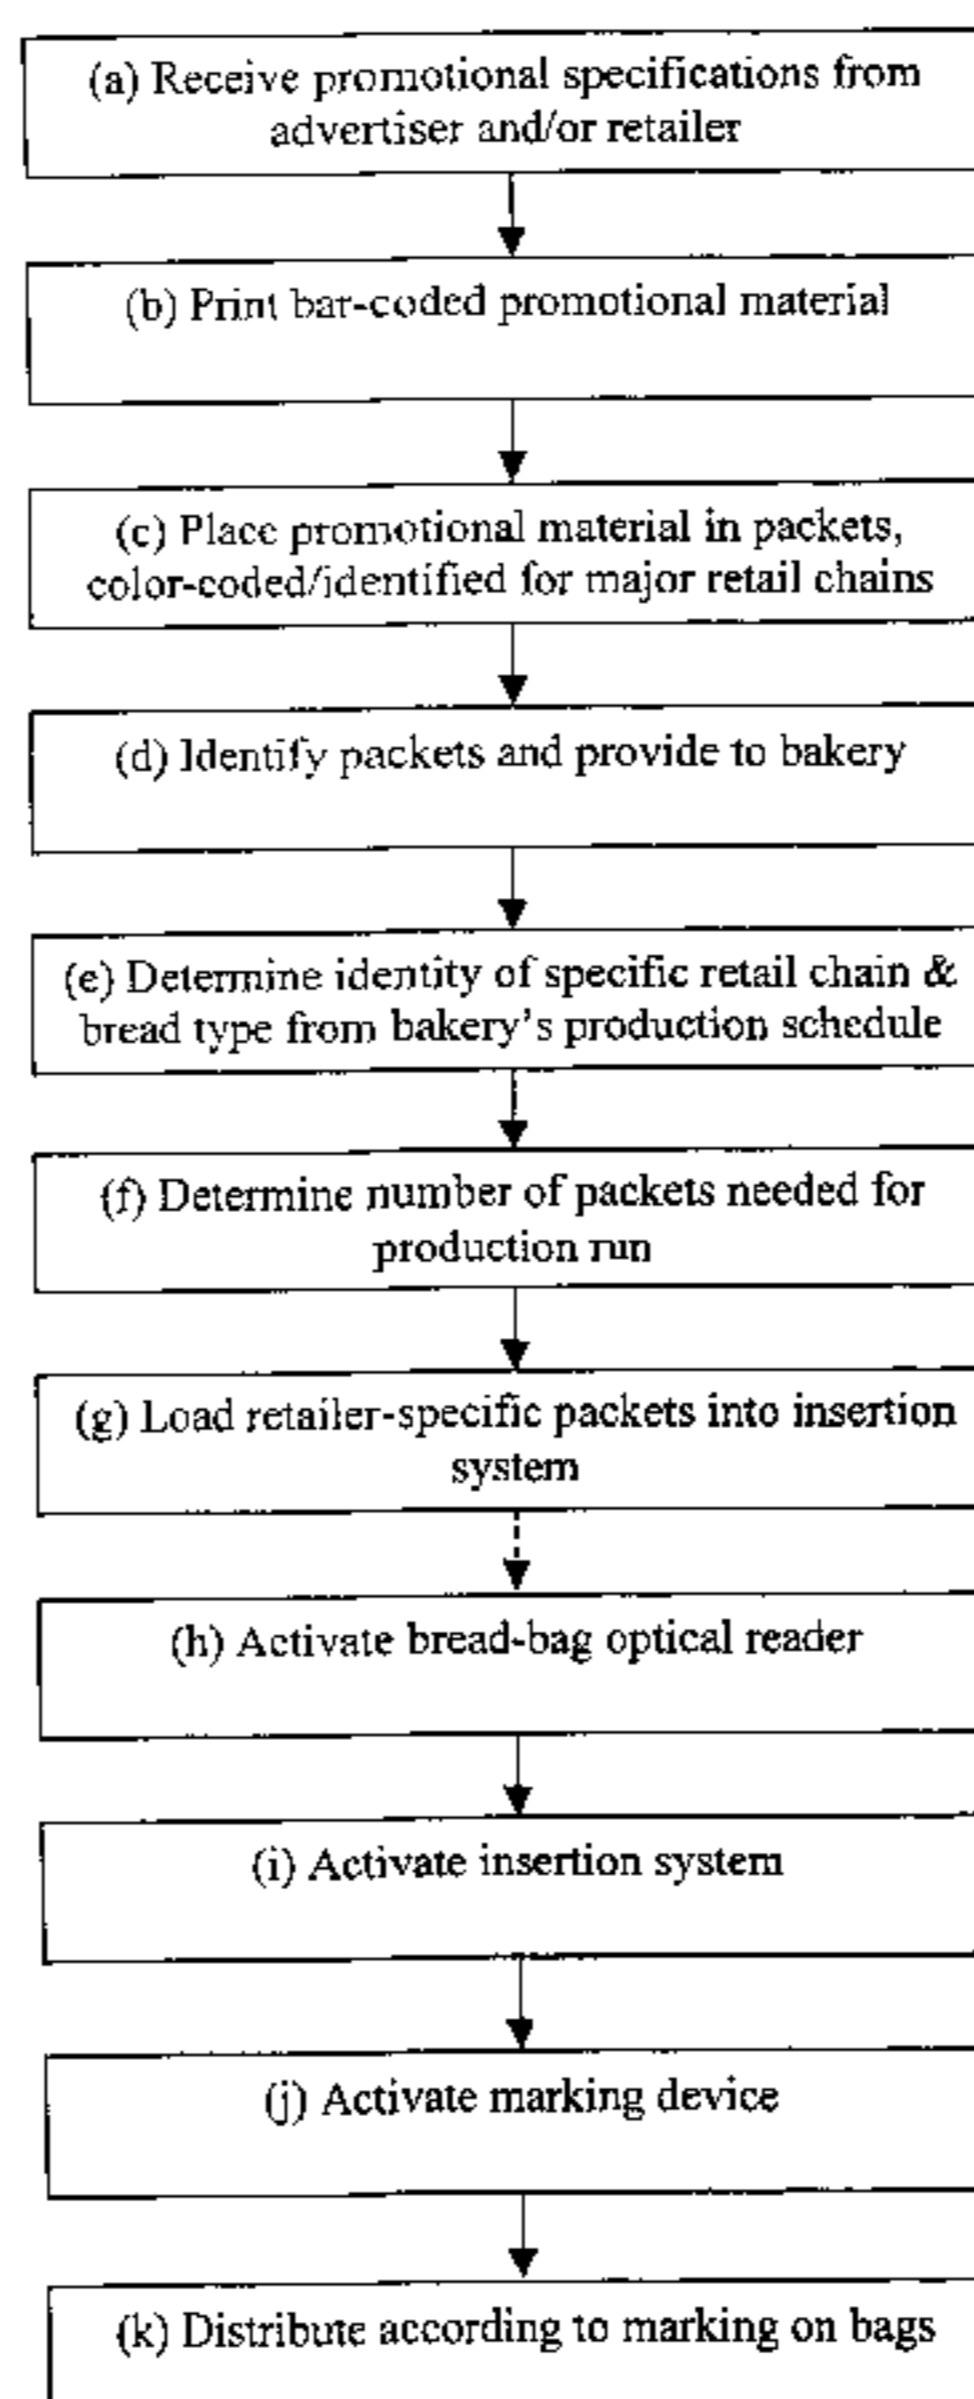 (a) Receive promotional specifications from
advertiser and/or retailer
(b) Print bar-coded promotional material
(c) Place promotional material in packets,
color-coded/identified for major retail chains
(d) Identify packets and provide to bakery
(e) Determine identity of specific retail chain &
bread type from bakery's production schedule
(f) Determine number of packets needed for
production run
(g) Load retailer-specific packets into insertion
system
(h) Activate bread-bag optical reader
(i) Activate insertion system
(j) Activate marking device
(k) Distribute according to marking on bags